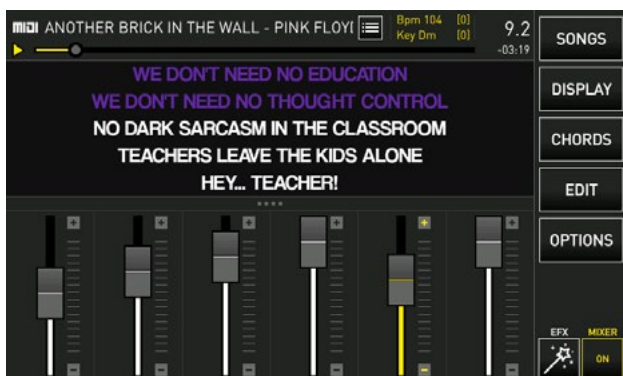 MIDI ANOTHER BRICK IN THE WALL - PINK FLOYD
Bpm 104 [0]
Key Dm [0]
9.2
-03:19
WE DON'T NEED NO EDUCATION
WE DON'T NEED NO THOUGHT CONTROL
NO DARK SARCASM IN THE CLASSROOM
TEACHERS LEAVE THE KIDS ALONE
HEY... TEACHER!
SONGS
DISPLAY
CHORDS
EDIT
OPTIONS
EFX MIXER
ON